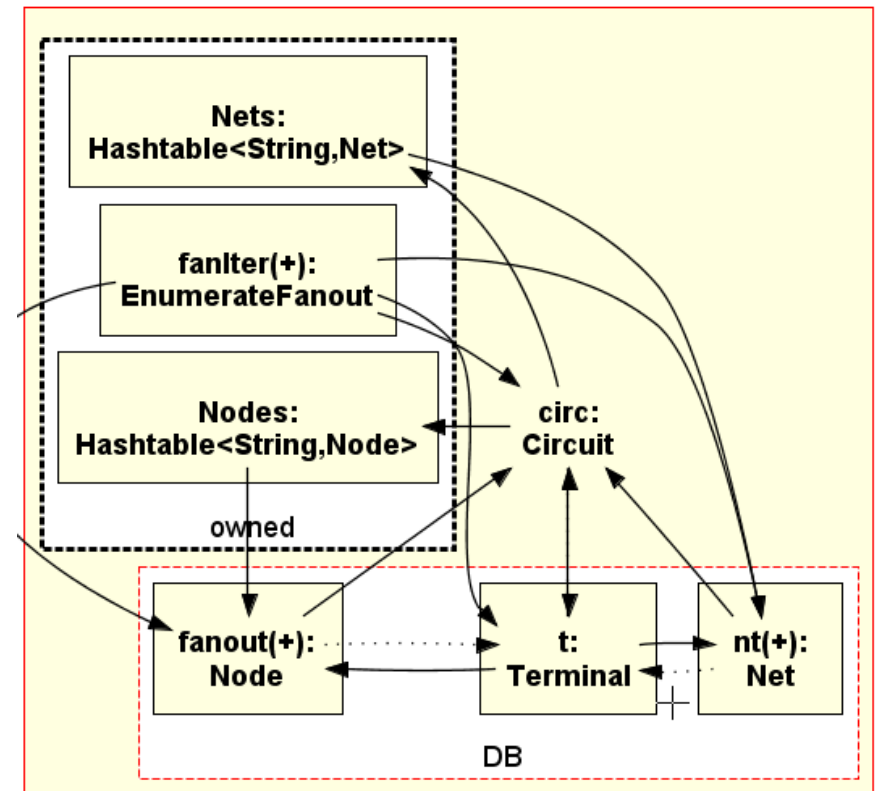 Nets:
Hashtable<String,Net>
fanIter(+):
EnumerateFanout
Nodes:
Hashtable<String,Node>
owned
circ:
Circuit
fanout(+):
Node
t:
Terminal
nt(+):
Net
DB